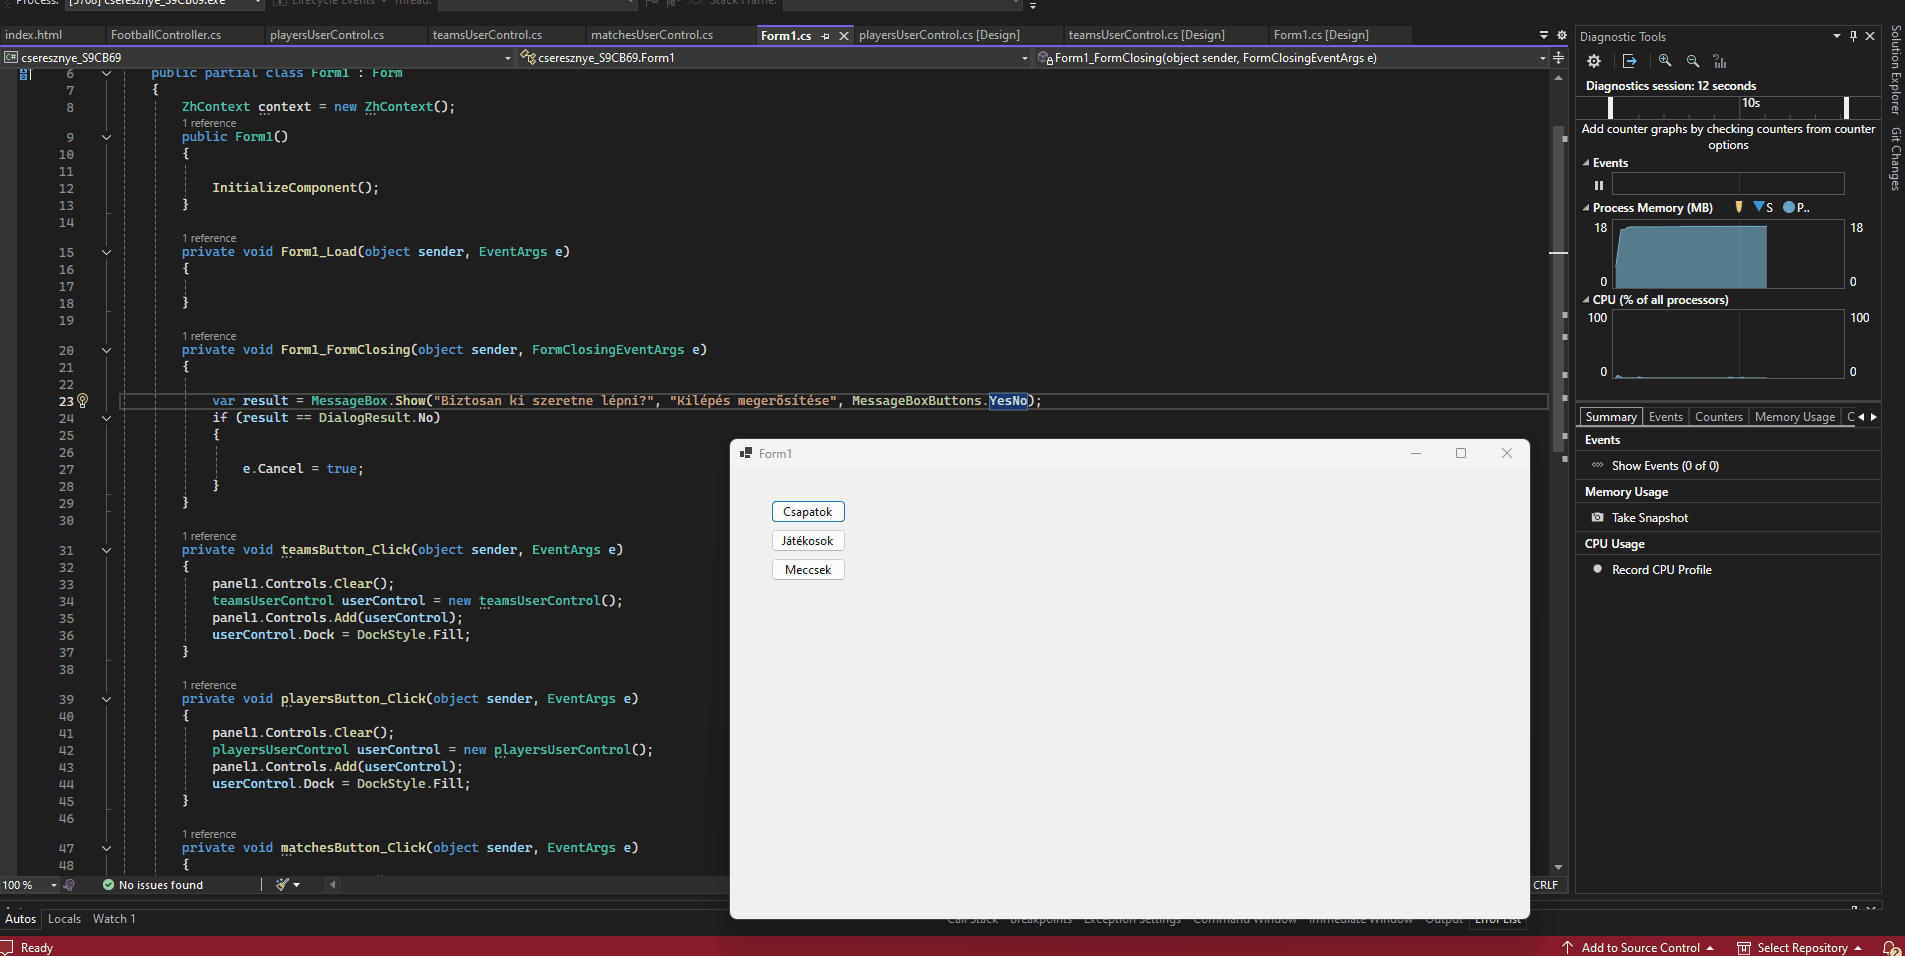 Process: [5708] cseresznye_S9CB69.exe Lifecycle Events Thread: Stack Frame:
index.html FootballController.cs playersUserControl.cs teamsUserControl.cs matchesUserControl.cs Form1.cs playersUserControl.cs [Design] teamsUserControl.cs [Design] Form1.cs [Design]
C# cseresznye_S9CB69 cseresznye_S9CB69.Form1 Form1_FormClosing(object sender, FormClosingEventArgs e)
6 public partial class Form1 : Form
7 {
8 ZhContext context = new ZhContext();
1 reference
9 public Form1()
10 {
11
12 InitializeComponent();
13 }
14
1 reference
15 private void Form1_Load(object sender, EventArgs e)
16 {
17
18 }
19
1 reference
20 private void Form1_FormClosing(object sender, FormClosingEventArgs e)
21 {
22
23 var result = MessageBox.Show("Biztosan ki szeretne lépni?", "Kilépés megerősítése", MessageBoxButtons.YesNo);
24 if (result == DialogResult.No)
25 {
26
27 e.Cancel = true;
28 }
29 }
30
1 reference
31 private void teamsButton_Click(object sender, EventArgs e)
32 {
33 panel1.Controls.Clear();
34 teamsUserControl userControl = new teamsUserControl();
35 panel1.Controls.Add(userControl);
36 userControl.Dock = DockStyle.Fill;
37 }
38
1 reference
39 private void playersButton_Click(object sender, EventArgs e)
40 {
41 panel1.Controls.Clear();
42 playersUserControl userControl = new playersUserControl();
43 panel1.Controls.Add(userControl);
44 userControl.Dock = DockStyle.Fill;
45 }
46
1 reference
47 private void matchesButton_Click(object sender, EventArgs e)
48 {
100 % No issues found CRLF
Form1
Csapatok
Játékosok
Meccsek
Autos Locals Watch 1 Call Stack Breakpoints Exception Settings Command Window Immediate Window Output Error List
Ready Add to Source Control Select Repository 2
Diagnostic Tools
Diagnostics session: 12 seconds
10s
Add counter graphs by checking counters from counter
options
Events
Process Memory (MB) S P..
18 18
0 0
CPU (% of all processors)
100 100
0 0
Summary Events Counters Memory Usage C
Events
Show Events (0 of 0)
Memory Usage
Take Snapshot
CPU Usage
Record CPU Profile
Solution Explorer
Git Changes